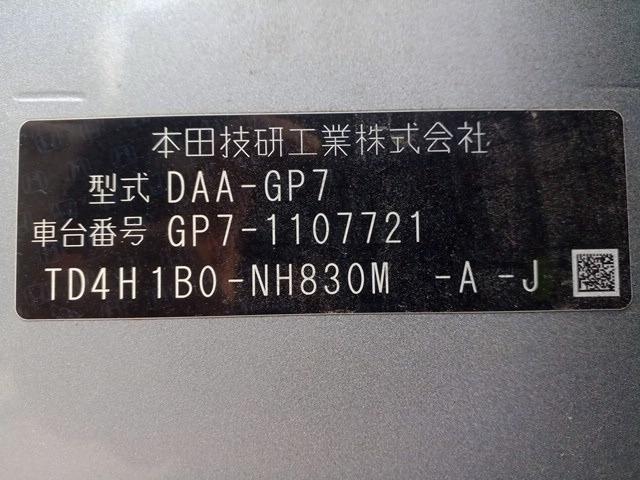 本田技研工業株式会社
型式 DAA-GP7
車台番号 GP7-1107721
TD4H1B0-NH830M -A -J